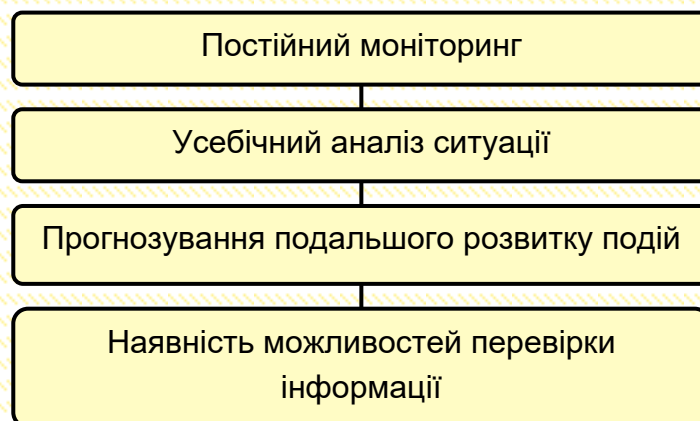 Постійний моніторинг
Усебічний аналіз ситуації
Прогнозування подальшого розвитку подій
Наявність можливостей перевірки
інформації